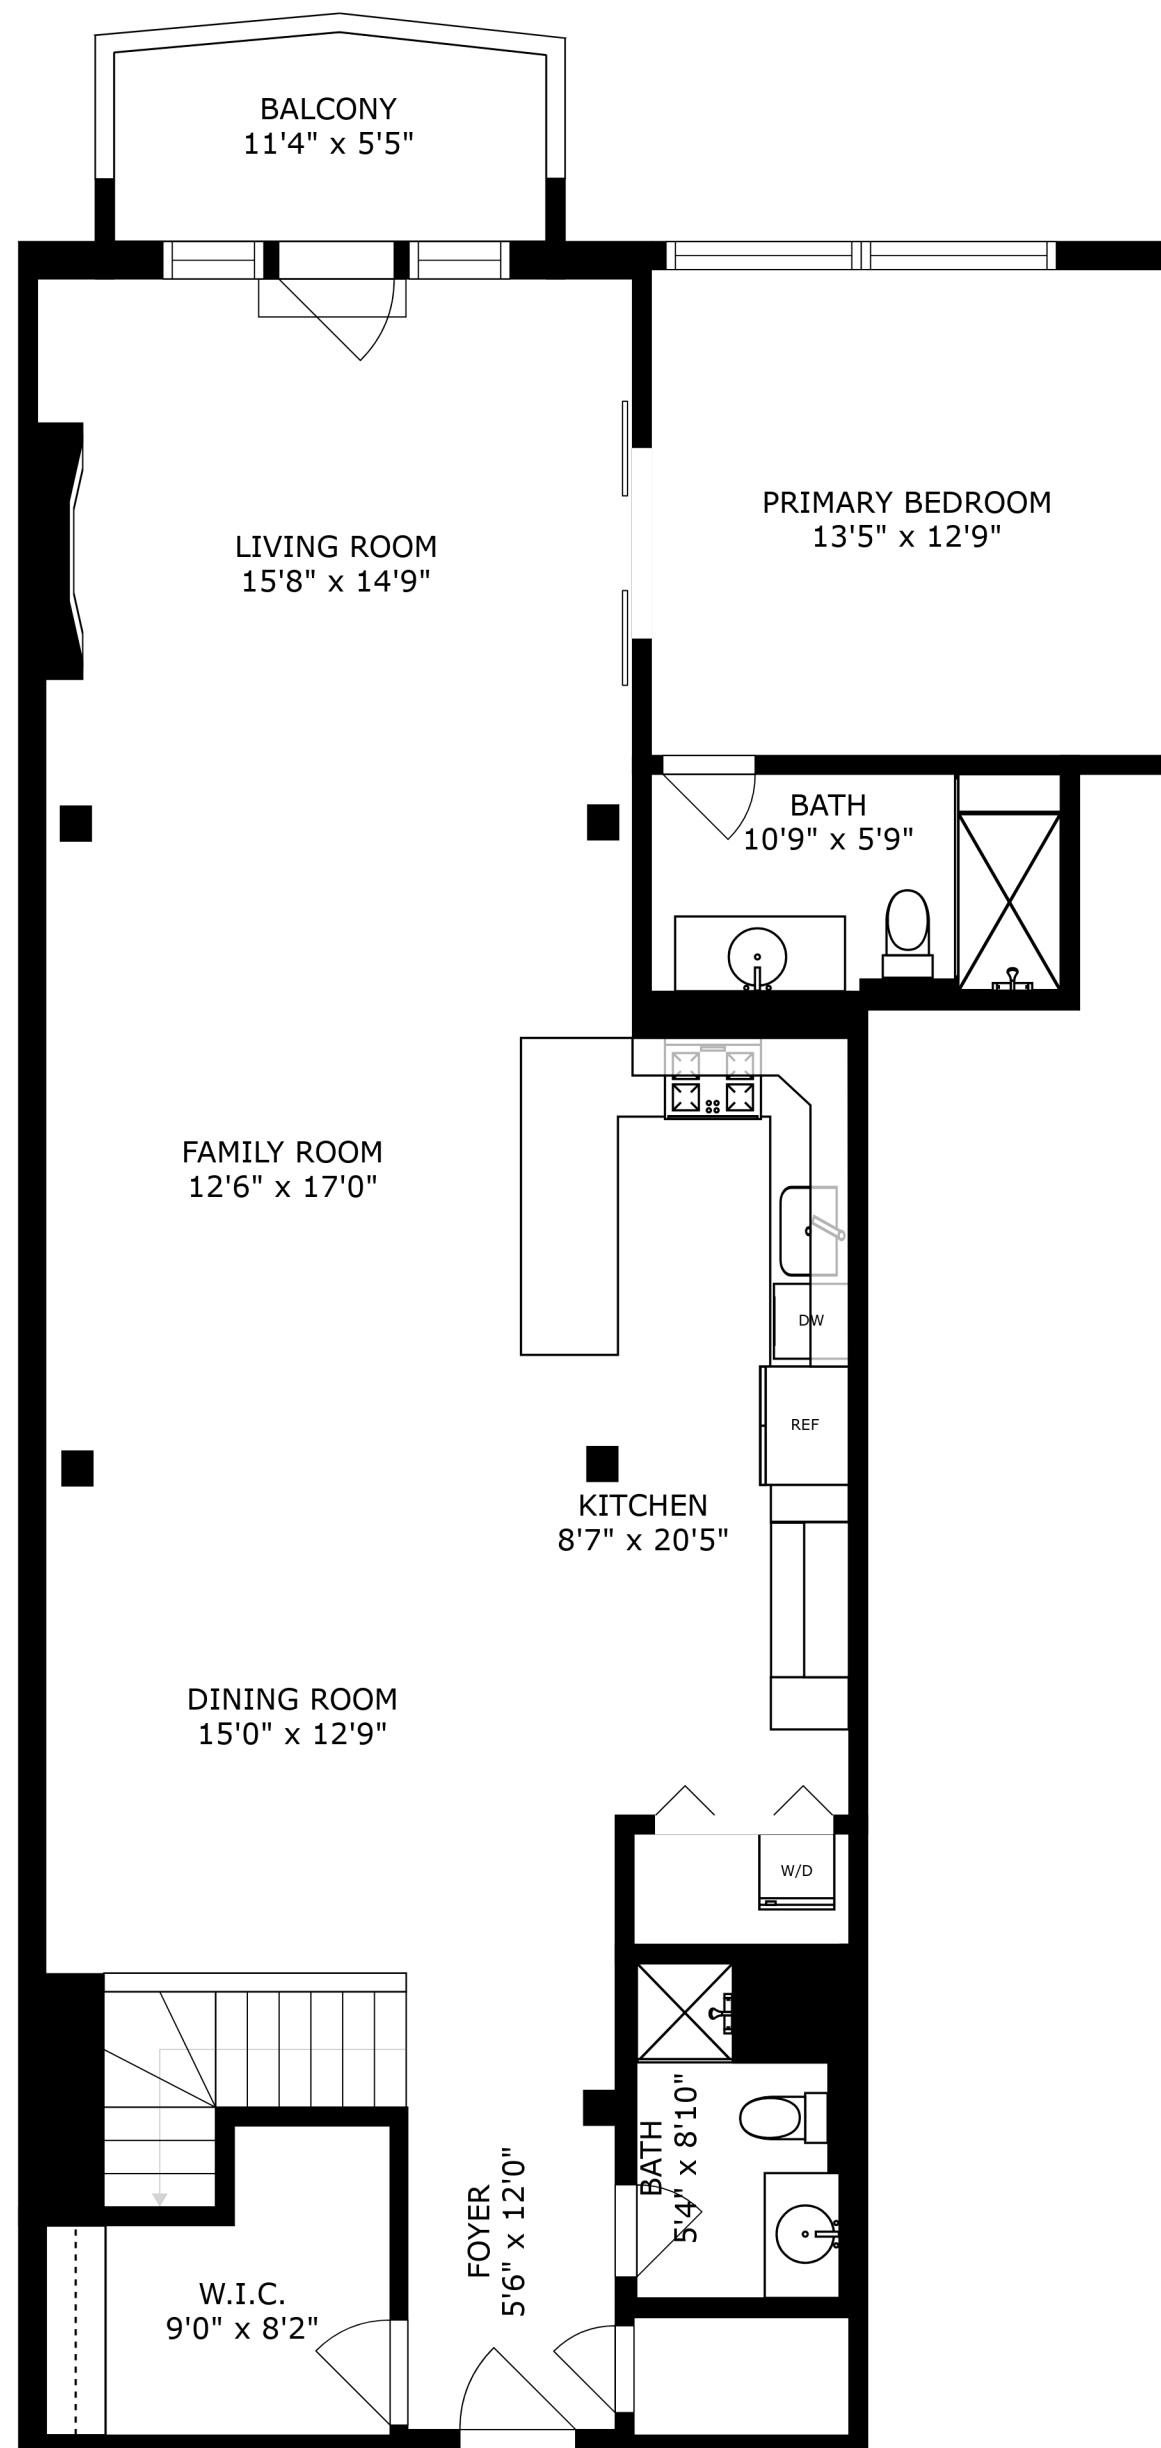 BALCONY
11'4" x 5'5"
LIVING ROOM
15'8" x 14'9"
PRIMARY BEDROOM
13'5" x 12'9"
BATH
10'9" x 5'9"
FAMILY ROOM
12'6" x 17'0"
DW
REF
KITCHEN
8'7" x 20'5"
DINING ROOM
15'0" x 12'9"
W/D
BATH
5'4" x 8'10"
FOYER
5'6" x 12'0"
W.I.C.
9'0" x 8'2"